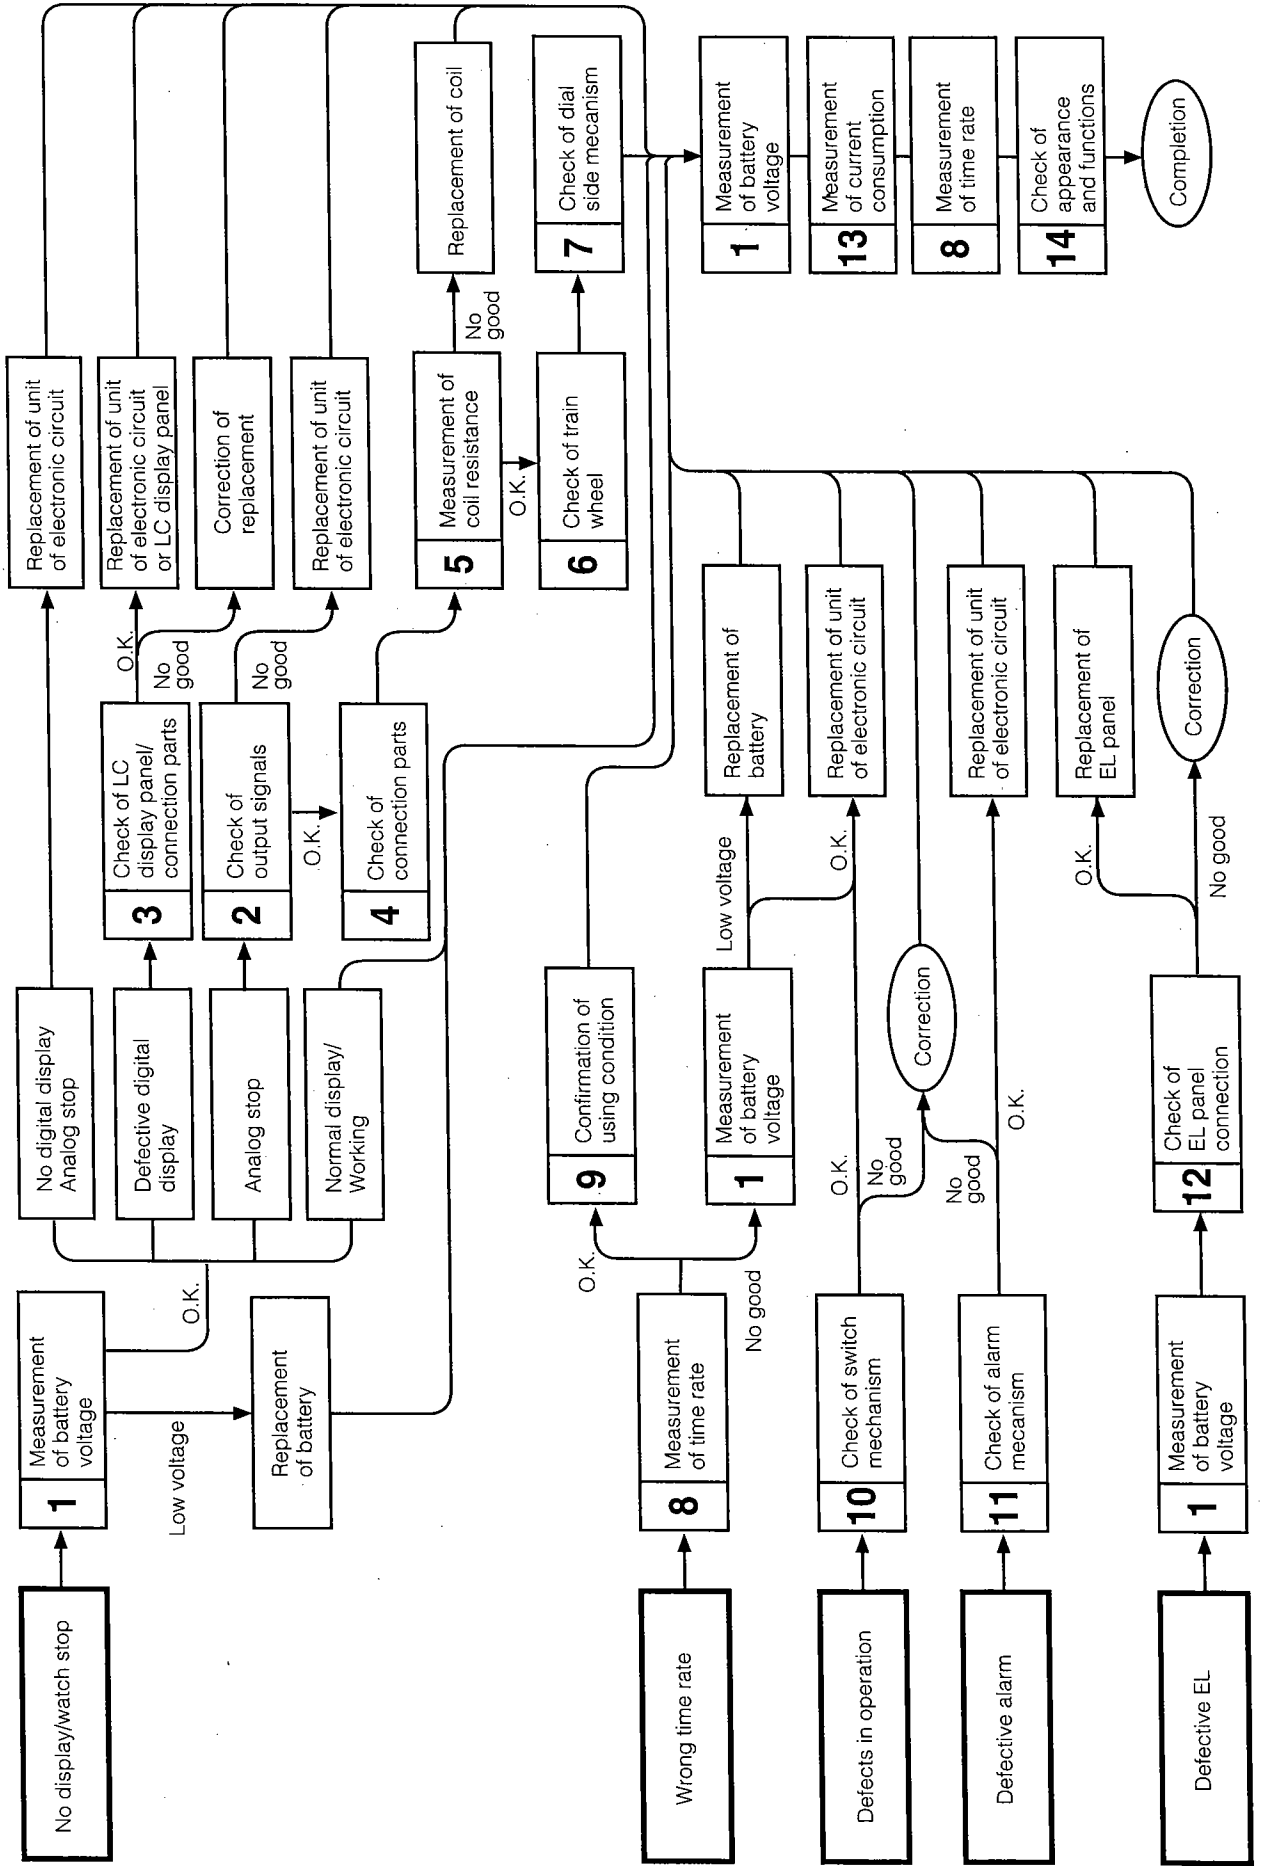 No display/watch stop
1
Measurement
of battery
voltage
Low voltage
O.K.
Replacement
of battery
No digital display
Analog stop
Defective digital
display
Analog stop
Normal display/
Working
3
Check of LC
display panel/
connection parts
O.K.
No
good
2
Check of
output signals
No
good
O.K.
4
Check of
connection parts
Replacement of unit
of electronic circuit
Replacement of unit
of electronic circuit
or LC display panel
Correction of
replacement
Replacement of unit
of electronic circuit
5
Measurement of
coil resistance
No
good
O.K.
Replacement of coil
6
Check of train
wheel
7
Check of dial
side mecanism
Wrong time rate
8
Measurement
of time rate
O.K.
No good
9
Confirmation of
using condition
1
Measurement
of battery
voltage
Low voltage
O.K.
Replacement of
battery
Replacement of unit
of electronic circuit
Defects in operation
10
Check of switch
mechanism
O.K.
No
good
Correction
Defective alarm
11
Check of alarm
mecanism
No
good
O.K.
Replacement of unit
of electronic circuit
Defective EL
1
Measurement
of battery
voltage
12
Check of
EL panel
connection
O.K.
No good
Replacement of
EL panel
Correction
1
Measurement
of battery
voltage
13
Measurement
of current
consumption
8
Measurement
of time rate
14
Check of
appearance
and functions
Completion